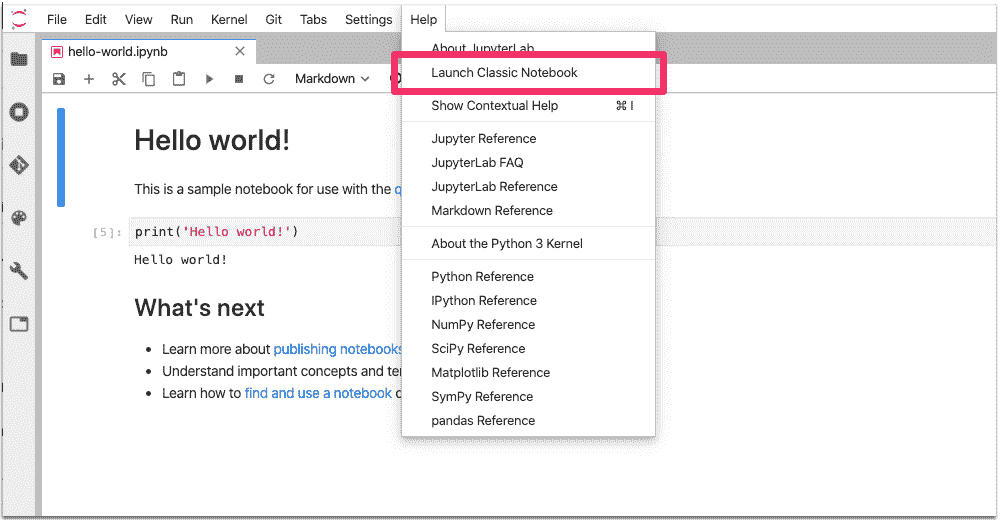 File Edit View Run Kernel Git Tabs Settings Help
hello-world.ipynb
Markdown
About JupyterLab
Launch Classic Notebook
Show Contextual Help ⌘ I
Jupyter Reference
JupyterLab FAQ
JupyterLab Reference
Markdown Reference
About the Python 3 Kernel
Python Reference
IPython Reference
NumPy Reference
SciPy Reference
Matplotlib Reference
SymPy Reference
pandas Reference
Hello world!
This is a sample notebook for use with the
[5]: print('Hello world!')
Hello world!
What's next
• Learn more about publishing notebooks
• Understand important concepts and
• Learn how to find and use a notebook